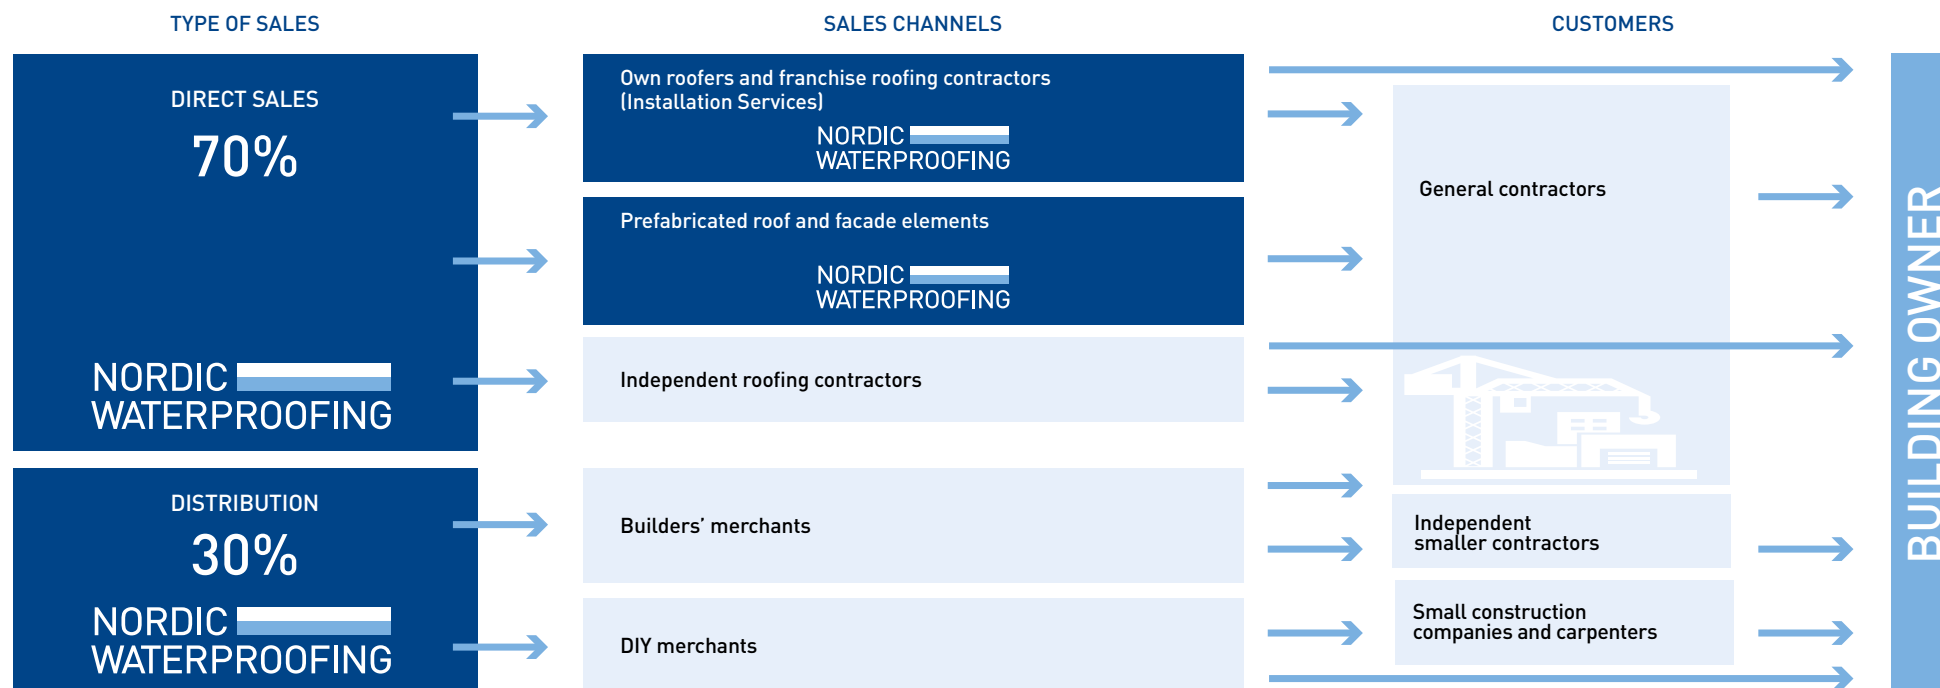 TYPE OF SALES
SALES CHANNELS
CUSTOMERS
DIRECT SALES
70%
NORDIC
WATERPROOFING
Own roofers and franchise roofing contractors
(Installation Services)
NORDIC
WATERPROOFING
Prefabricated roof and facade elements
NORDIC
WATERPROOFING
Independent roofing contractors
General contractors
DISTRIBUTION
30%
NORDIC
WATERPROOFING
Builders’ merchants
DIY merchants
Independent
smaller contractors
Small construction
companies and carpenters
BUILDING OWNER